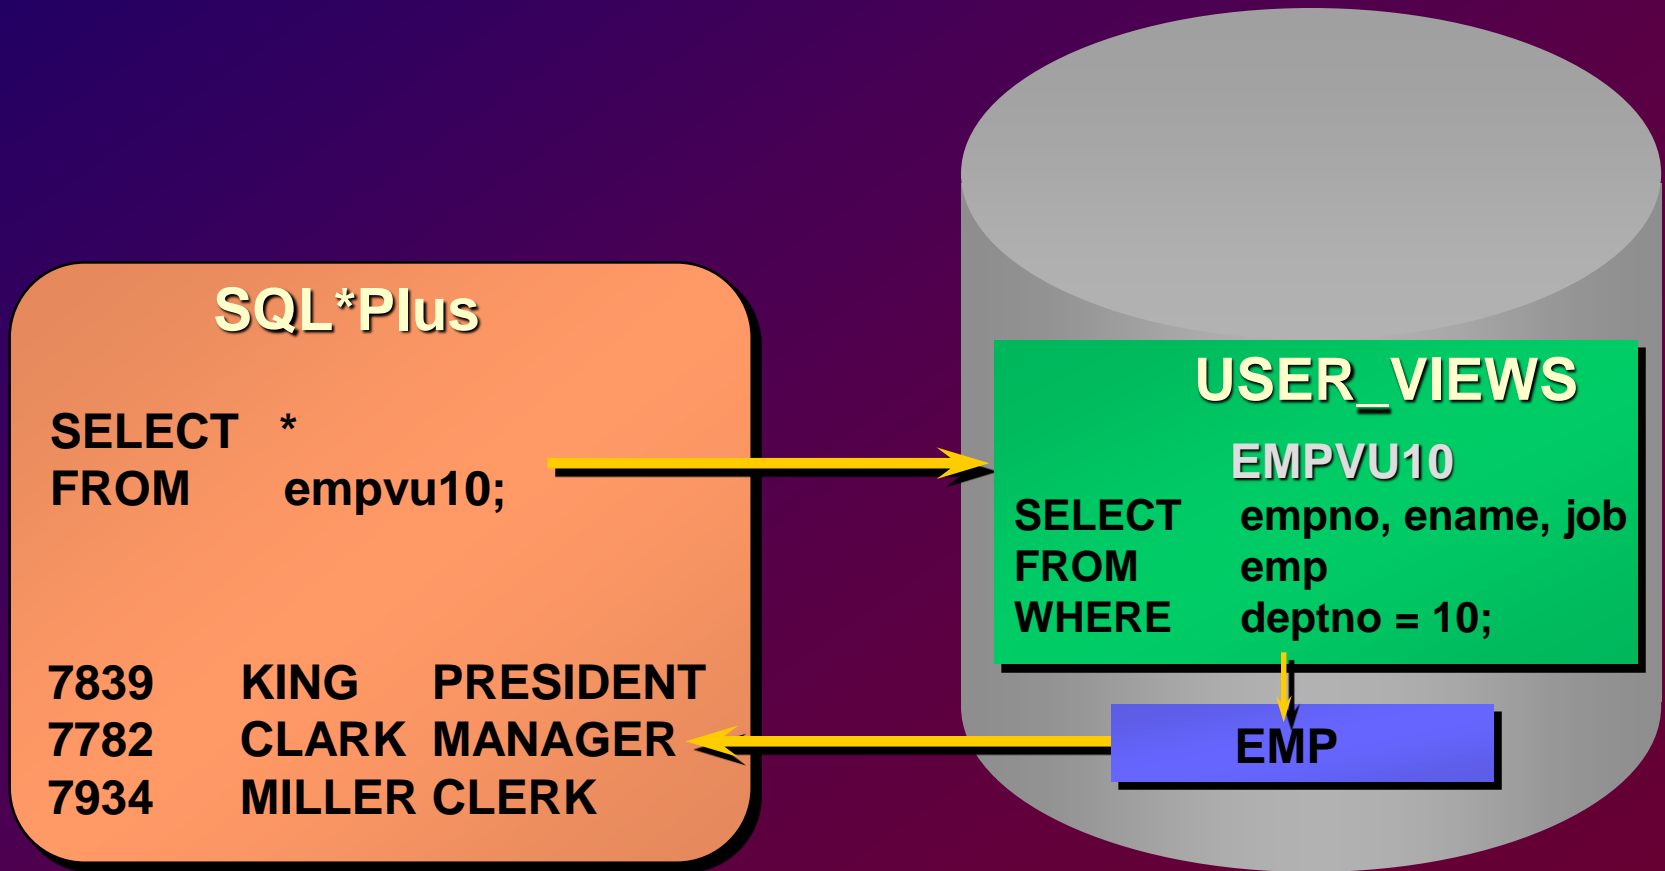 SQL*Plus
SELECT *
FROM empvu10;
7839 KING PRESIDENT
7782 CLARK MANAGER
7934 MILLER CLERK
USER_VIEWS
EMPVU10
SELECT empno, ename, job
FROM emp
WHERE deptno = 10;
EMP